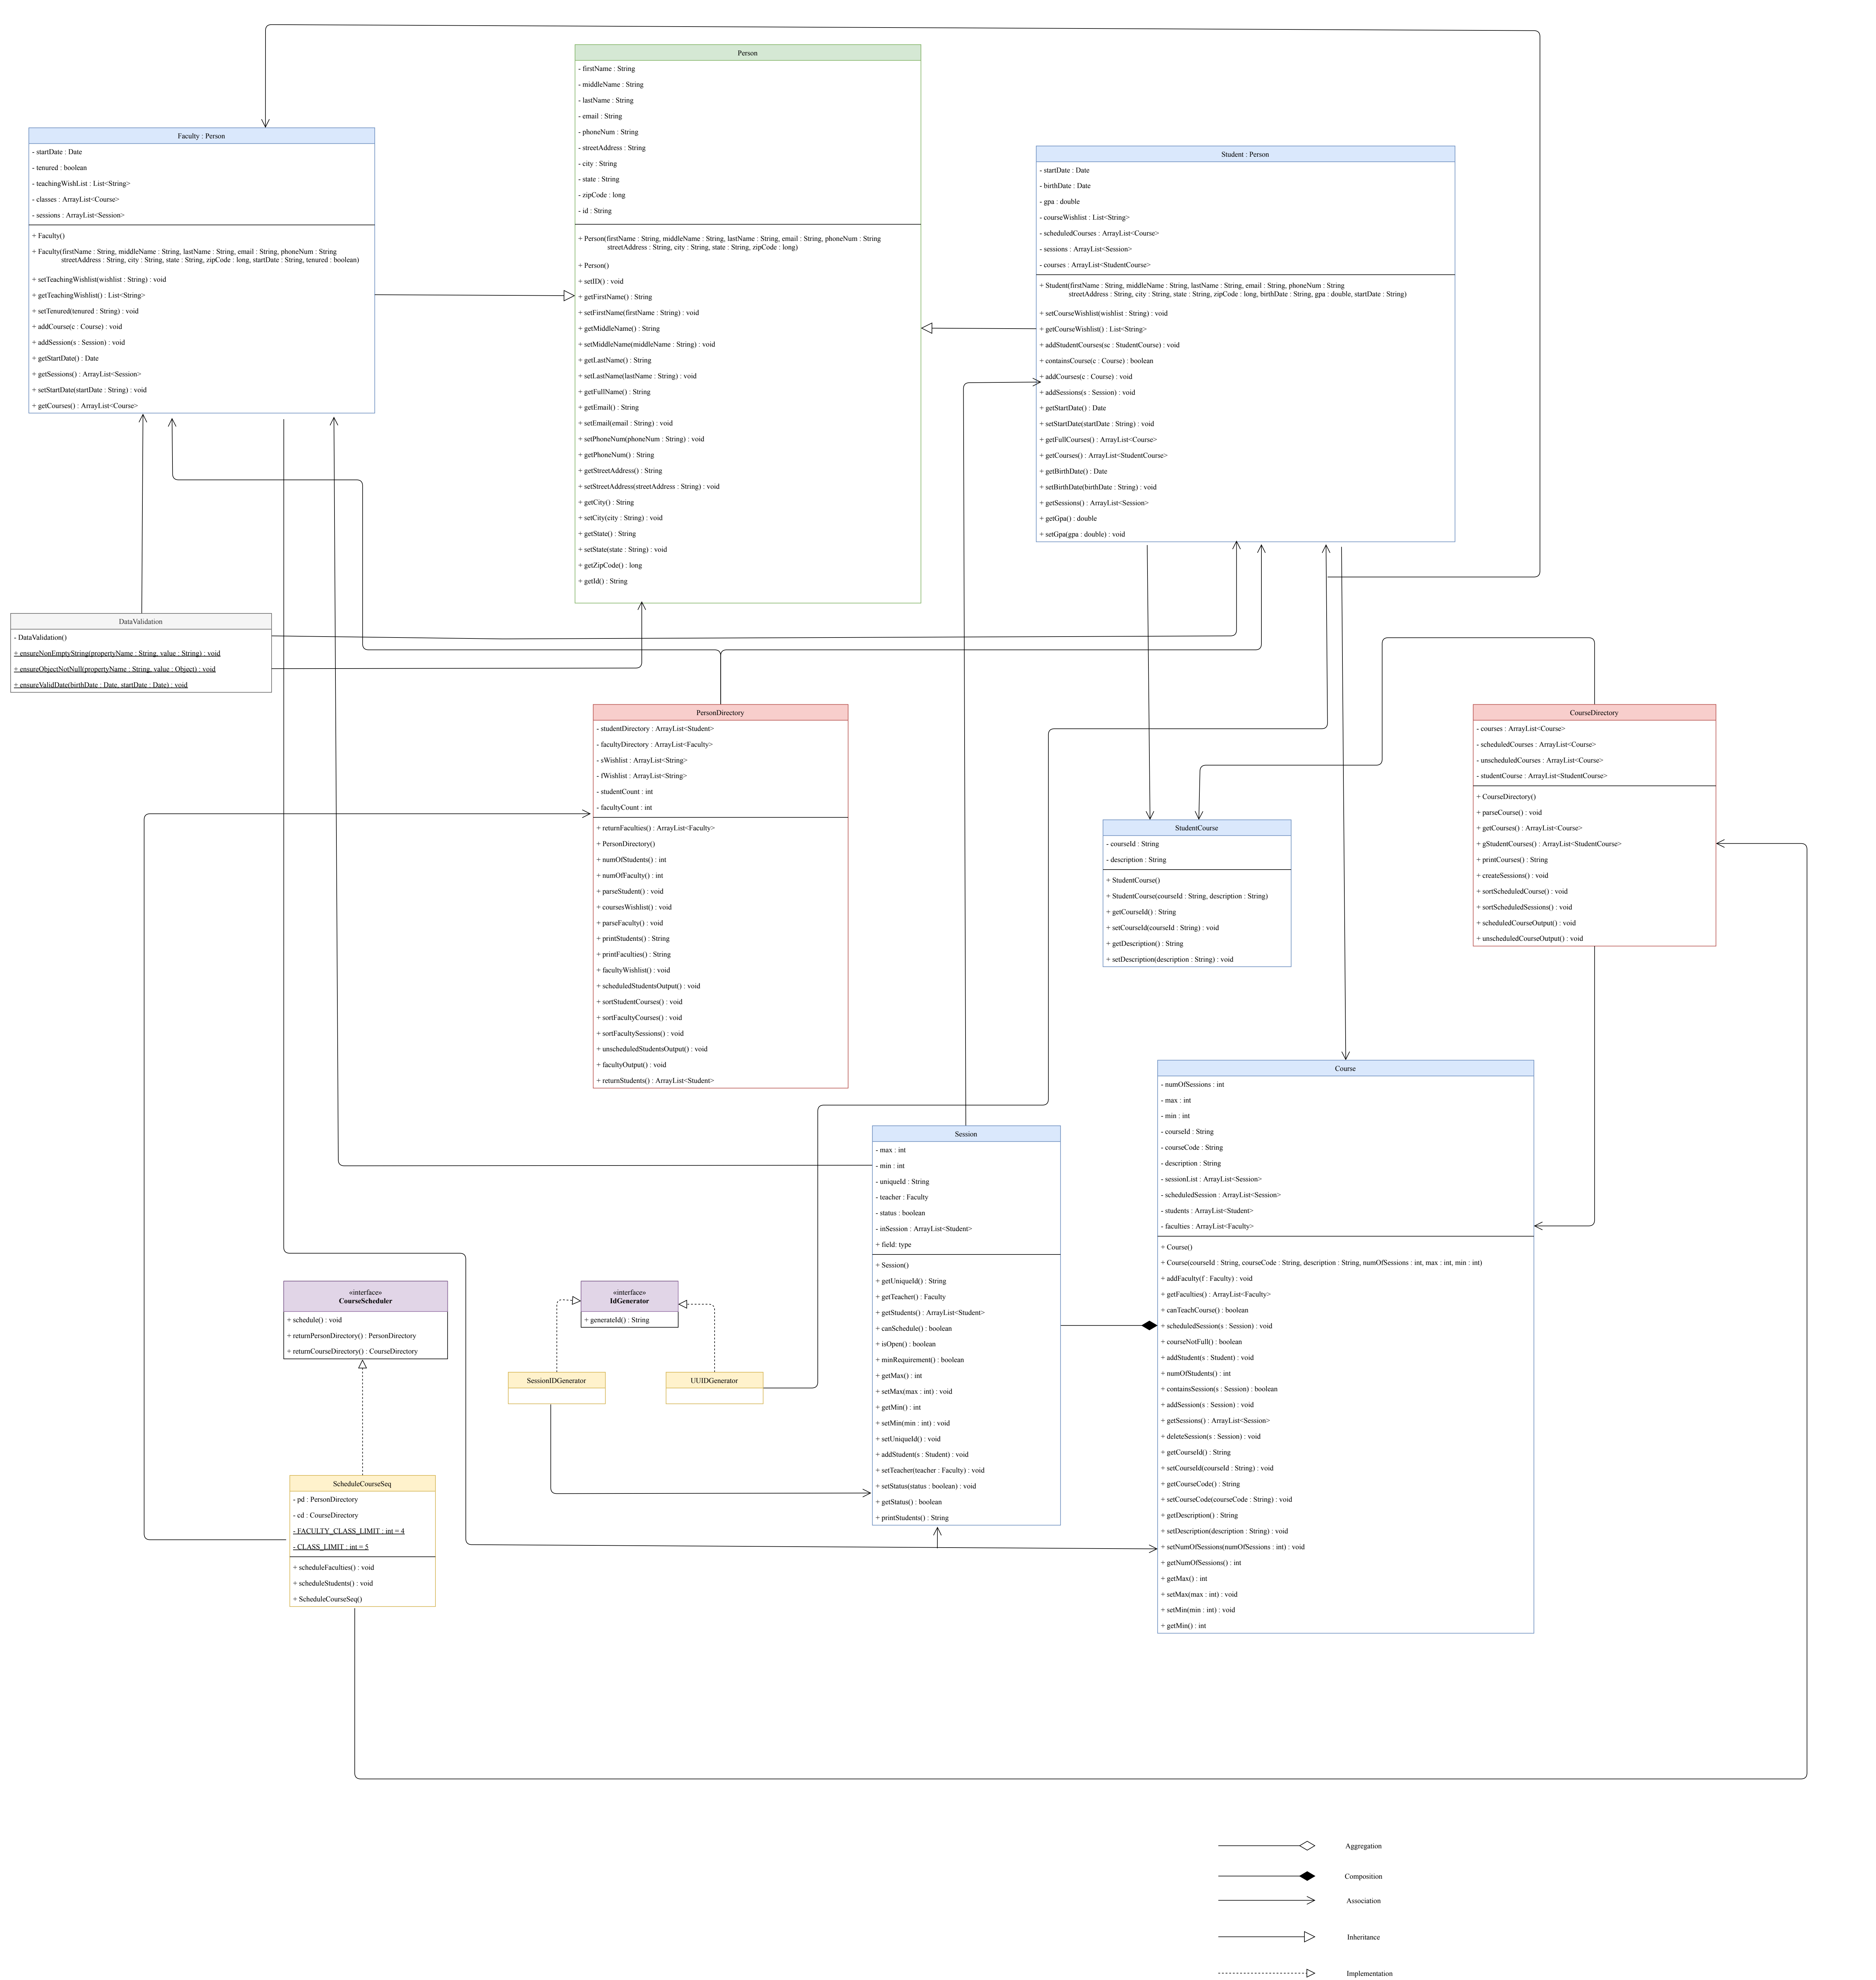 Person
- firstName : String
- middleName : String
- lastName : String
- email : String
- phoneNum : String
- streetAddress : String
- city : String
- state : String
- zipCode : long
- id : String
+ Person(firstName : String, middleName : String, lastName : String, email : String, phoneNum : String
streetAddress : String, city : String, state : String, zipCode : long)
+ Person()
+ setID() : void
+ getFirstName() : String
+ setFirstName(firstName : String) : void
+ getMiddleName() : String
+ setMiddleName(middleName : String) : void
+ getLastName() : String
+ setLastName(lastName : String) : void
+ getFullName() : String
+ getEmail() : String
+ setEmail(email : String) : void
+ setPhoneNum(phoneNum : String) : void
+ getPhoneNum() : String
+ getStreetAddress() : String
+ setStreetAddress(streetAddress : String) : void
+ getCity() : String
+ setCity(city : String) : void
+ getState() : String
+ setState(state : String) : void
+ getZipCode() : long
+ getId() : String
Faculty : Person
- startDate : Date
- tenured : boolean
- teachingWishList : List<String>
- classes : ArrayList<Course>
- sessions : ArrayList<Session>
+ Faculty()
+ Faculty(firstName : String, middleName : String, lastName : String, email : String, phoneNum : String
streetAddress : String, city : String, state : String, zipCode : long, startDate : String, tenured : boolean)
+ setTeachingWishlist(wishlist : String) : void
+ getTeachingWishlist() : List<String>
+ setTenured(tenured : String) : void
+ addCourse(c : Course) : void
+ addSession(s : Session) : void
+ getStartDate() : Date
+ getSessions() : ArrayList<Session>
+ setStartDate(startDate : String) : void
+ getCourses() : ArrayList<Course>
Student : Person
- startDate : Date
- birthDate : Date
- gpa : double
- courseWishlist : List<String>
- scheduledCourses : ArrayList<Course>
- sessions : ArrayList<Session>
- courses : ArrayList<StudentCourse>
+ Student(firstName : String, middleName : String, lastName : String, email : String, phoneNum : String
streetAddress : String, city : String, state : String, zipCode : long, birthDate : String, gpa : double, startDate : String)
+ setCourseWishlist(wishlist : String) : void
+ getCourseWishlist() : List<String>
+ addStudentCourses(sc : StudentCourse) : void
+ containsCourse(c : Course) : boolean
+ addCourses(c : Course) : void
+ addSessions(s : Session) : void
+ getStartDate() : Date
+ setStartDate(startDate : String) : void
+ getFullCourses() : ArrayList<Course>
+ getCourses() : ArrayList<StudentCourse>
+ getBirthDate() : Date
+ setBirthDate(birthDate : String) : void
+ getSessions() : ArrayList<Session>
+ getGpa() : double
+ setGpa(gpa : double) : void
DataValidation
- DataValidation()
+ ensureNonEmptyString(propertyName : String, value : String) : void
+ ensureObjectNotNull(propertyName : String, value : Object) : void
+ ensureValidDate(birthDate : Date, startDate : Date) : void
PersonDirectory
- studentDirectory : ArrayList<Student>
- facultyDirectory : ArrayList<Faculty>
- sWishlist : ArrayList<String>
- fWishlist : ArrayList<String>
- studentCount : int
- facultyCount : int
+ returnFaculties() : ArrayList<Faculty>
+ PersonDirectory()
+ numOfStudents() : int
+ numOfFaculty() : int
+ parseStudent() : void
+ coursesWishlist() : void
+ parseFaculty() : void
+ printStudents() : String
+ printFaculties() : String
+ facultyWishlist() : void
+ scheduledStudentsOutput() : void
+ sortStudentCourses() : void
+ sortFacultyCourses() : void
+ sortFacultySessions() : void
+ unscheduledStudentsOutput() : void
+ facultyOutput() : void
+ returnStudents() : ArrayList<Student>
CourseDirectory
- courses : ArrayList<Course>
- scheduledCourses : ArrayList<Course>
- unscheduledCourses : ArrayList<Course>
- studentCourse : ArrayList<StudentCourse>
+ CourseDirectory()
+ parseCourse() : void
+ getCourses() : ArrayList<Course>
+ gStudentCourses() : ArrayList<StudentCourse>
+ printCourses() : String
+ createSessions() : void
+ sortScheduledCourse() : void
+ sortScheduledSessions() : void
+ scheduledCourseOutput() : void
+ unscheduledCourseOutput() : void
StudentCourse
- courseId : String
- description : String
+ StudentCourse()
+ StudentCourse(courseId : String, description : String)
+ getCourseId() : String
+ setCourseId(courseId : String) : void
+ getDescription() : String
+ setDescription(description : String) : void
Course
- numOfSessions : int
- max : int
- min : int
- courseId : String
- courseCode : String
- description : String
- sessionList : ArrayList<Session>
- scheduledSession : ArrayList<Session>
- students : ArrayList<Student>
- faculties : ArrayList<Faculty>
+ Course()
+ Course(courseId : String, courseCode : String, description : String, numOfSessions : int, max : int, min : int)
+ addFaculty(f : Faculty) : void
+ getFaculties() : ArrayList<Faculty>
+ canTeachCourse() : boolean
+ scheduledSession(s : Session) : void
+ courseNotFull() : boolean
+ addStudent(s : Student) : void
+ numOfStudents() : int
+ containsSession(s : Session) : boolean
+ addSession(s : Session) : void
+ getSessions() : ArrayList<Session>
+ deleteSession(s : Session) : void
+ getCourseId() : String
+ setCourseId(courseId : String) : void
+ getCourseCode() : String
+ setCourseCode(courseCode : String) : void
+ getDescription() : String
+ setDescription(description : String) : void
+ setNumOfSessions(numOfSessions : int) : void
+ getNumOfSessions() : int
+ getMax() : int
+ setMax(max : int) : void
+ setMin(min : int) : void
+ getMin() : int
Session
- max : int
- min : int
- uniqueId : String
- teacher : Faculty
- status : boolean
- inSession : ArrayList<Student>
+ field: type
+ Session()
+ getUniqueId() : String
+ getTeacher() : Faculty
+ getStudents() : ArrayList<Student>
+ canSchedule() : boolean
+ isOpen() : boolean
+ minRequirement() : boolean
+ getMax() : int
+ setMax(max : int) : void
+ getMin() : int
+ setMin(min : int) : void
+ setUniqueId() : void
+ addStudent(s : Student) : void
+ setTeacher(teacher : Faculty) : void
+ setStatus(status : boolean) : void
+ getStatus() : boolean
+ printStudents() : String
«interface»
CourseScheduler
+ schedule() : void
+ returnPersonDirectory() : PersonDirectory
+ returnCourseDirectory() : CourseDirectory
«interface»
IdGenerator
+ generateId() : String
SessionIDGenerator
UUIDGenerator
ScheduleCourseSeq
- pd : PersonDirectory
- cd : CourseDirectory
- FACULTY_CLASS_LIMIT : int = 4
- CLASS_LIMIT : int = 5
+ scheduleFaculties() : void
+ scheduleStudents() : void
+ ScheduleCourseSeq()
Aggregation
Composition
Association
Inheritance
Implementation